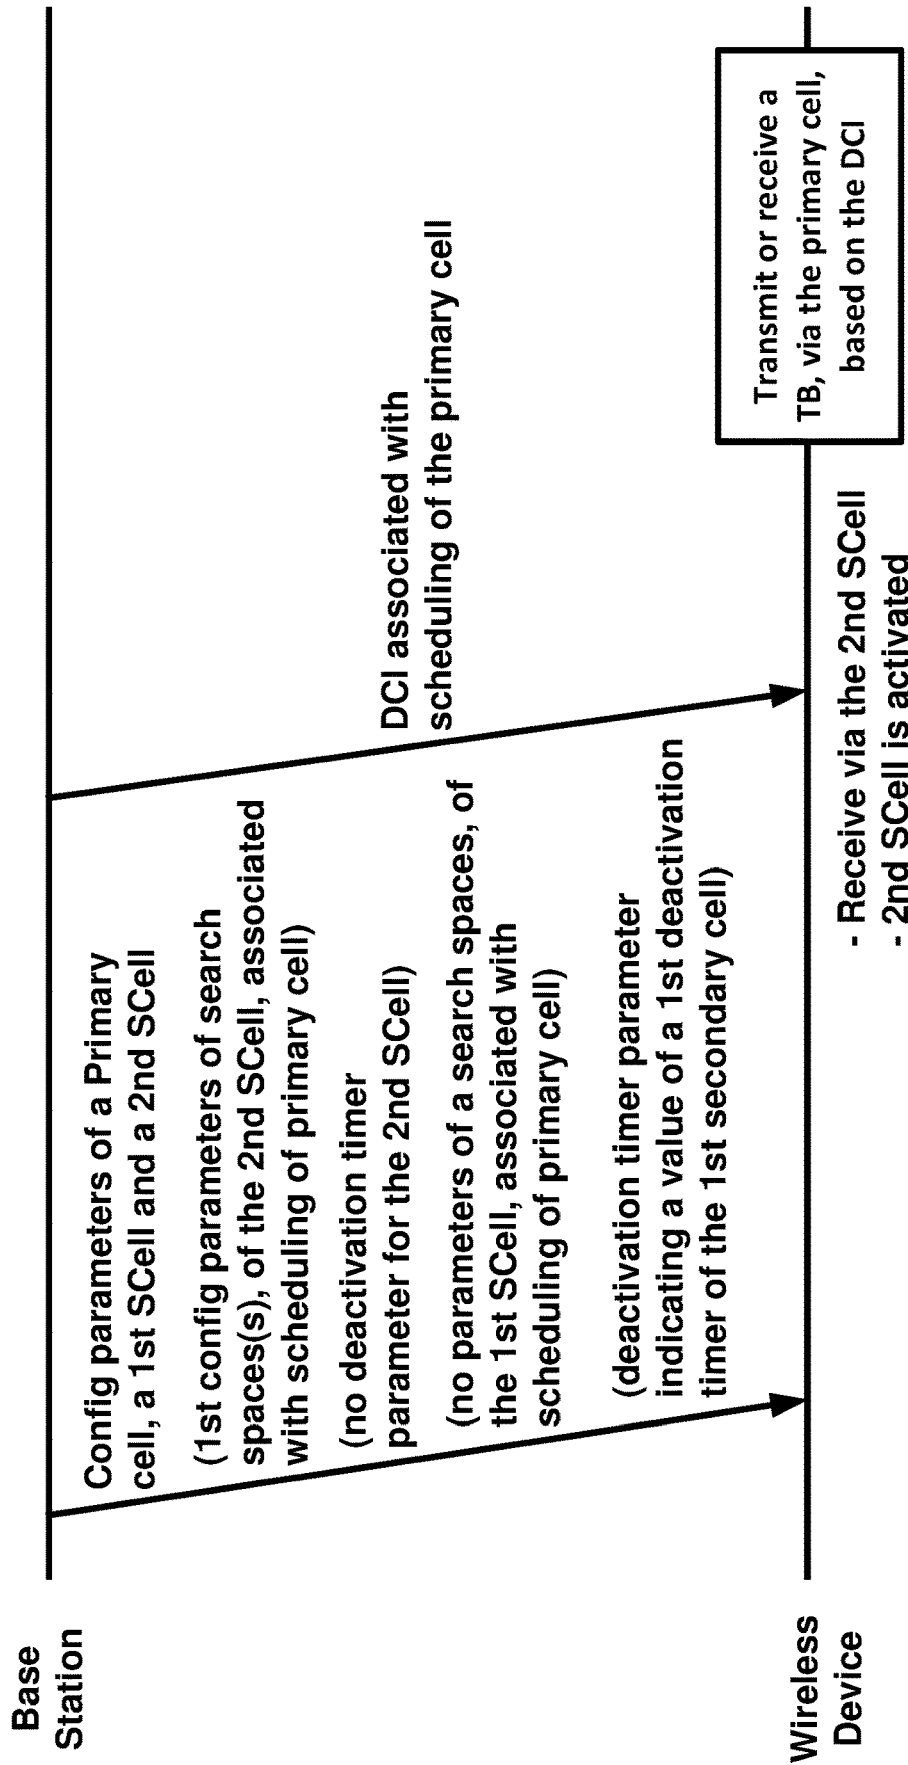 Base
Station
Config parameters of a Primary
cell, a 1st SCell and a 2nd SCell
(1st config parameters of search
spaces(s), of the 2nd SCell, associated
with scheduling of primary cell)
(no deactivation timer
parameter for the 2nd SCell)
(no parameters of a search spaces, of
the 1st SCell, associated with
scheduling of primary cell)
(deactivation timer parameter
indicating a value of a 1st deactivation
timer of the 1st secondary cell)
DCI associated with
scheduling of the primary cell
Wireless
Device
- Receive via the 2nd SCell
- 2nd SCell is activated
Transmit or receive a
TB, via the primary cell,
based on the DCI